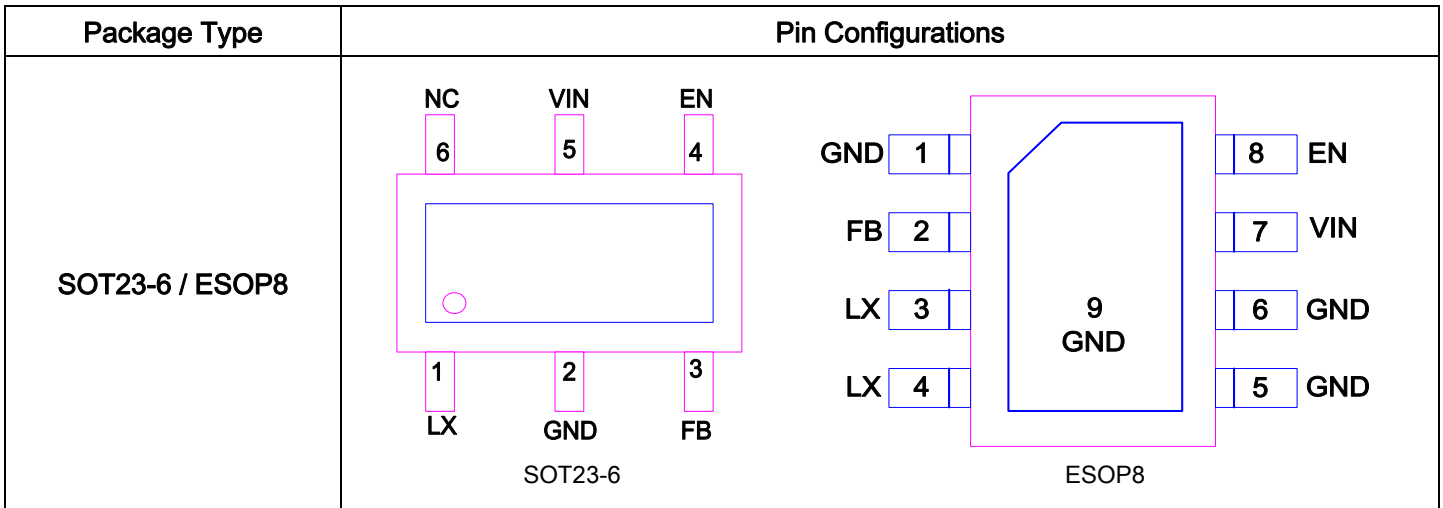 Package Type
Pin Configurations
SOT23-6 / ESOP8
NC VIN EN
6 5 4
1 2 3
LX GND FB
SOT23-6
GND 1 8 EN
FB 2 7 VIN
LX 3 6 GND
9
GND
LX 4 5 GND
ESOP8